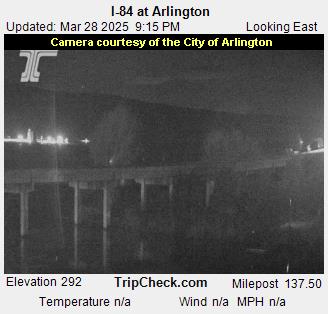 I-84 at Arlington
Updated: Mar 28 2025 9:15 PM Looking East
Camera courtesy of the City of Arlington
Elevation 292 TripCheck.com Milepost 137.50
Temperature n/a Wind n/a MPH n/a